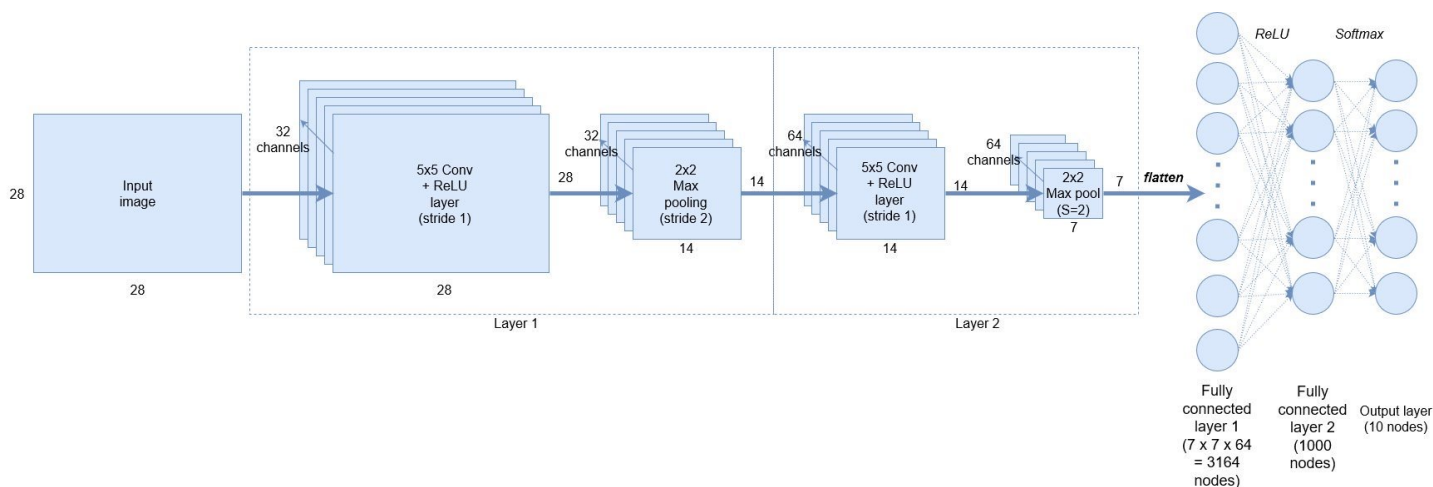 28
Input
image
28
32
channels
5x5 Conv
+ ReLU
layer
(stride 1)
28
28
32
channels
2x2
Max
pooling
(stride 2)
14
14
Layer 1
64
channels
5x5 Conv
+ ReLU
layer
(stride 1)
14
14
64
channels
2x2
Max pool
(S=2)
7
7
Layer 2
flatten
ReLU
Softmax
Fully
connected
layer 1
(7 x 7 x 64
= 3164
nodes)
Fully
connected
layer 2
(1000
nodes)
Output layer
(10 nodes)